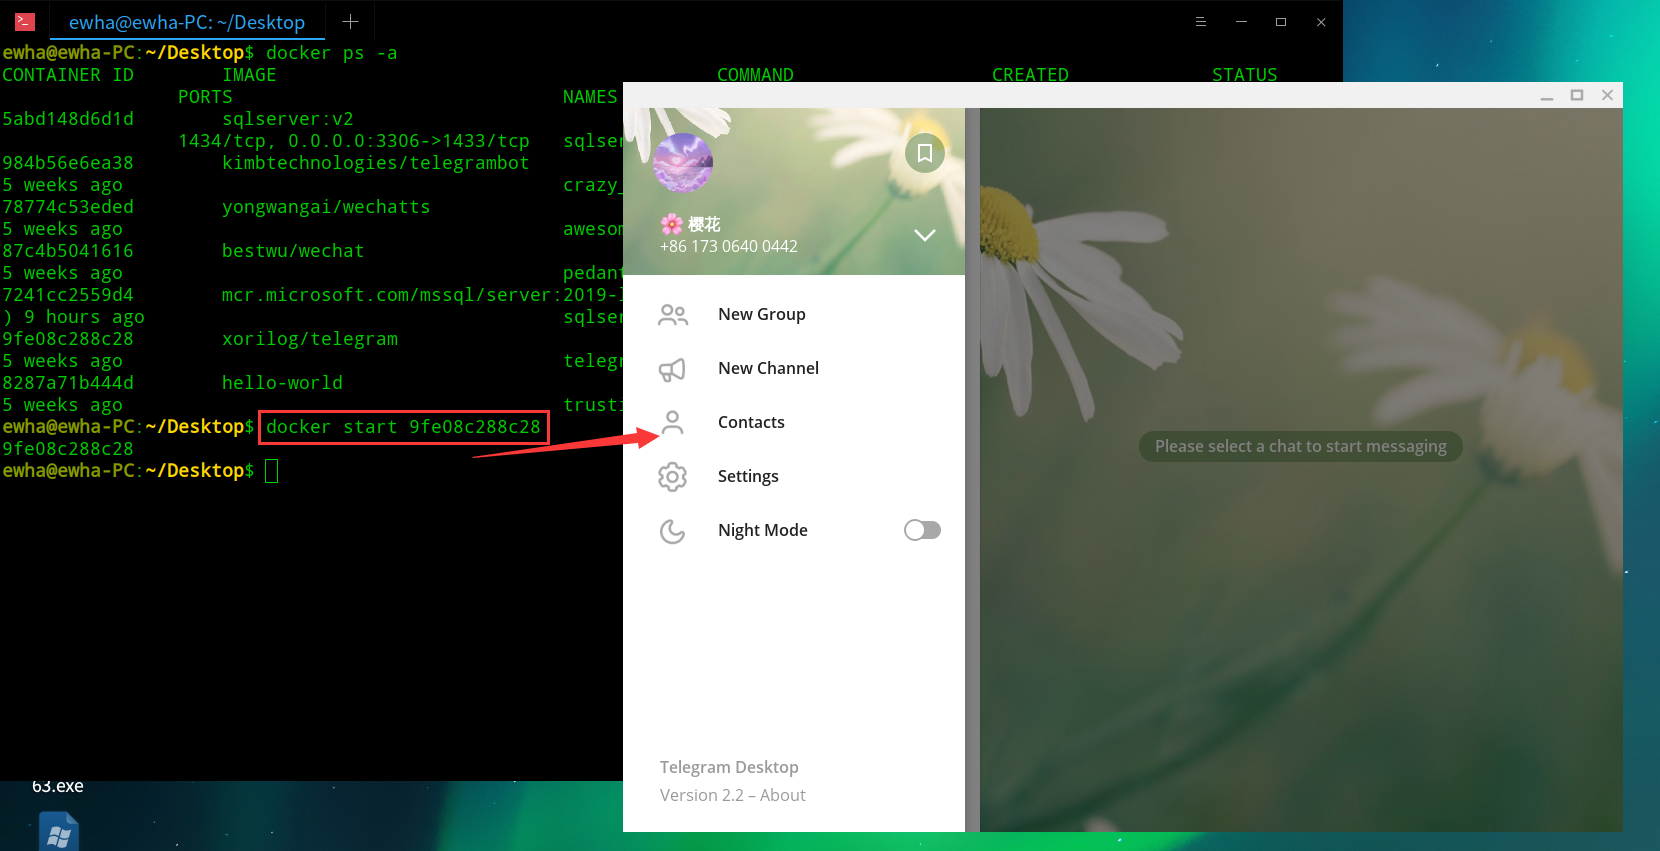 ewha@ewha-PC: ~/Desktop
ewha@ewha-PC:~/Desktop$ docker ps -a
CONTAINER ID IMAGE COMMAND CREATED STATUS
PORTS NAMES
5abd148d6d1d sqlserver:v2
1434/tcp, 0.0.0.0:3306->1433/tcp sqlser
984b56e6ea38 kimbtechnologies/telegrambot
5 weeks ago crazy_
78774c53eded yongwangai/wechatts
5 weeks ago aweso
87c4b5041616 bestwu/wechat
5 weeks ago pedant
7241cc2559d4 mcr.microsoft.com/mssql/server:2019-
) 9 hours ago sqlser
9fe08c288c28 xorilog/telegram
5 weeks ago teleg
8287a71b444d hello-world
5 weeks ago trusti
ewha@ewha-PC:~/Desktop$ docker start 9fe08c288c28
9fe08c288c28
ewha@ewha-PC:~/Desktop$
63.exe
🌸 樱花
+86 173 0640 0442
New Group
New Channel
Contacts
Settings
Night Mode
Telegram Desktop
Version 2.2 – About
Please select a chat to start messaging